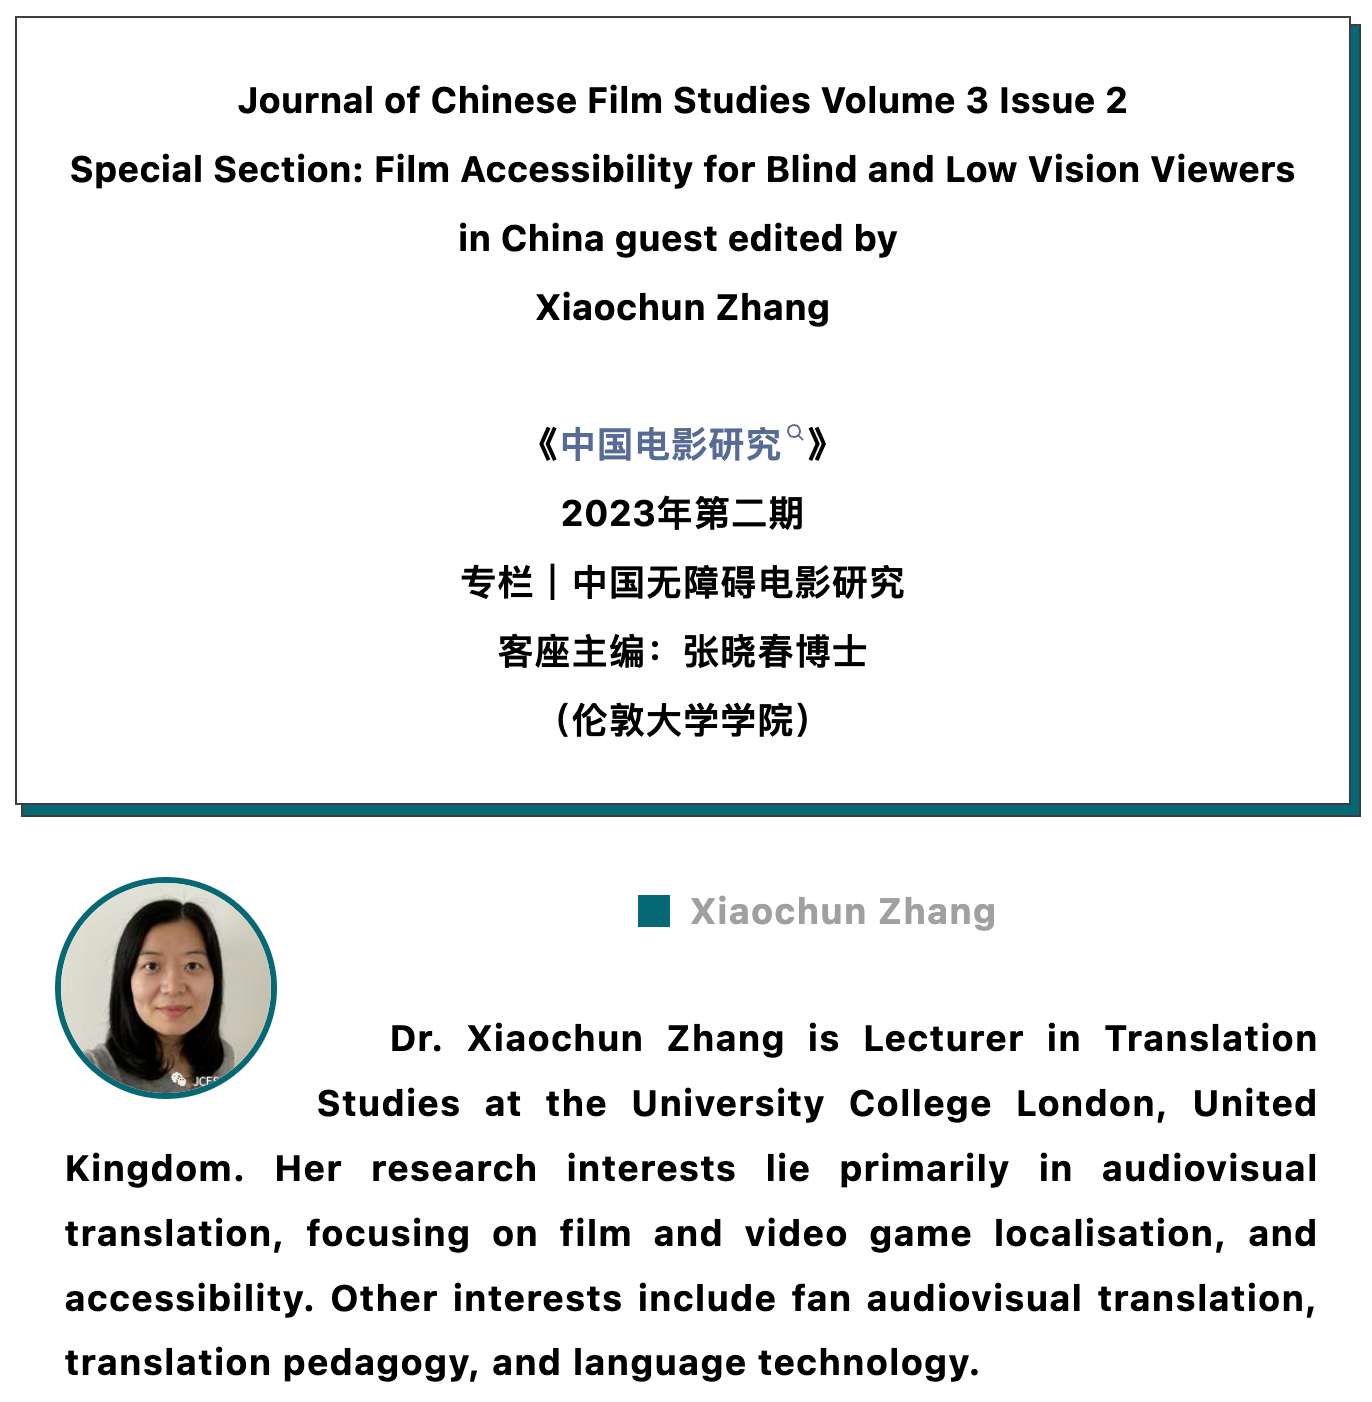 Journal of Chinese Film Studies Volume 3 Issue 2
Special Section: Film Accessibility for Blind and Low Vision Viewers
in China guest edited by
Xiaochun Zhang
《中国电影研究》
2023年第二期
专栏｜中国无障碍电影研究
客座主编：张晓春博士
（伦敦大学学院）
Xiaochun Zhang
JCFS
Dr. Xiaochun Zhang is Lecturer in Translation
Studies at the University College London, United
Kingdom. Her research interests lie primarily in audiovisual
translation, focusing on film and video game localisation, and
accessibility. Other interests include fan audiovisual translation,
translation pedagogy, and language technology.